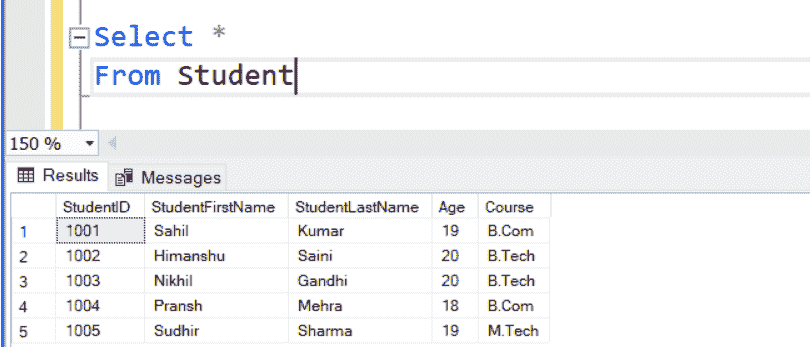 Select *
From Student
150 %
Results Messages
StudentID StudentFirstName StudentLastName Age Course
1 1001 Sahil Kumar 19 B.Com
2 1002 Himanshu Saini 20 B.Tech
3 1003 Nikhil Gandhi 20 B.Tech
4 1004 Pransh Mehra 18 B.Com
5 1005 Sudhir Sharma 19 M.Tech